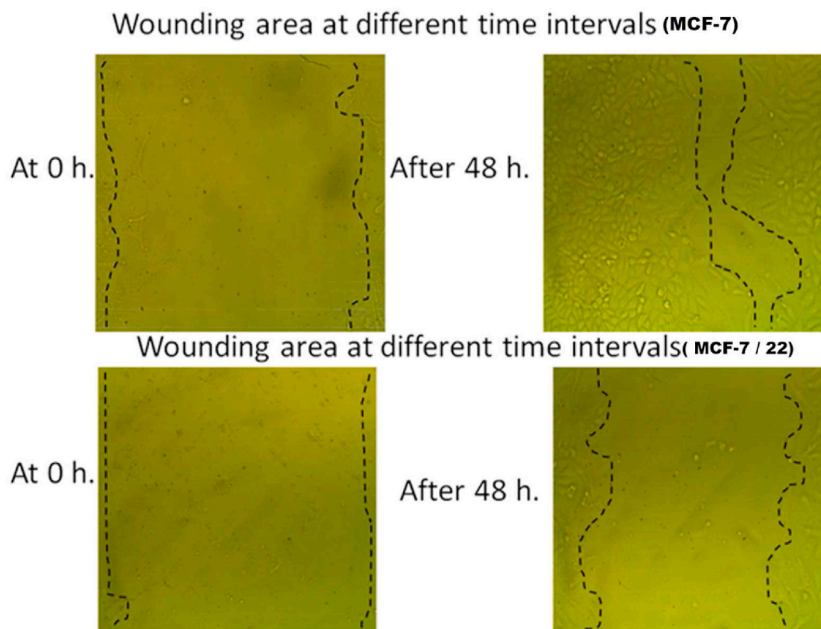 Wounding area at different time intervals (MCF-7)
At 0 h.
After 48 h.
Wounding area at different time intervals( MCF-7 / 22)
At 0 h.
After 48 h.